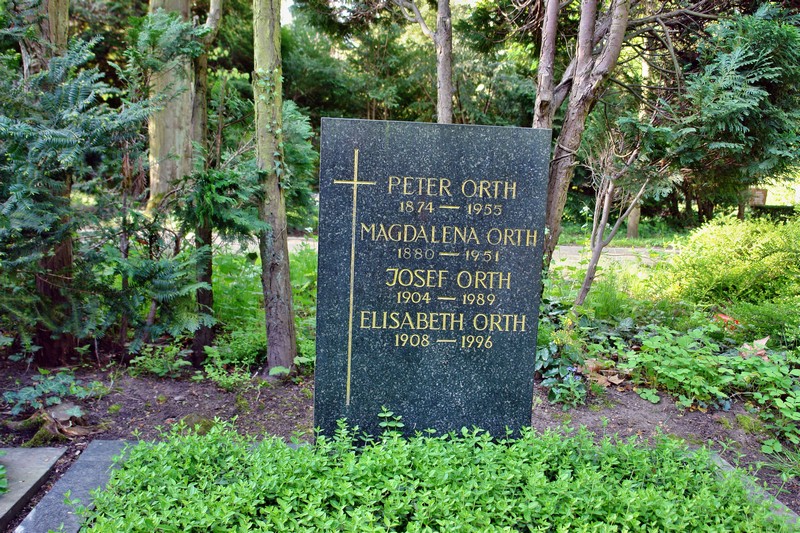 PETER ORTH
1874 — 1955
MAGDALENA ORTH
1880 — 1951
JOSEF ORTH
1904 — 1989
ELISABETH ORTH
1908 — 1996